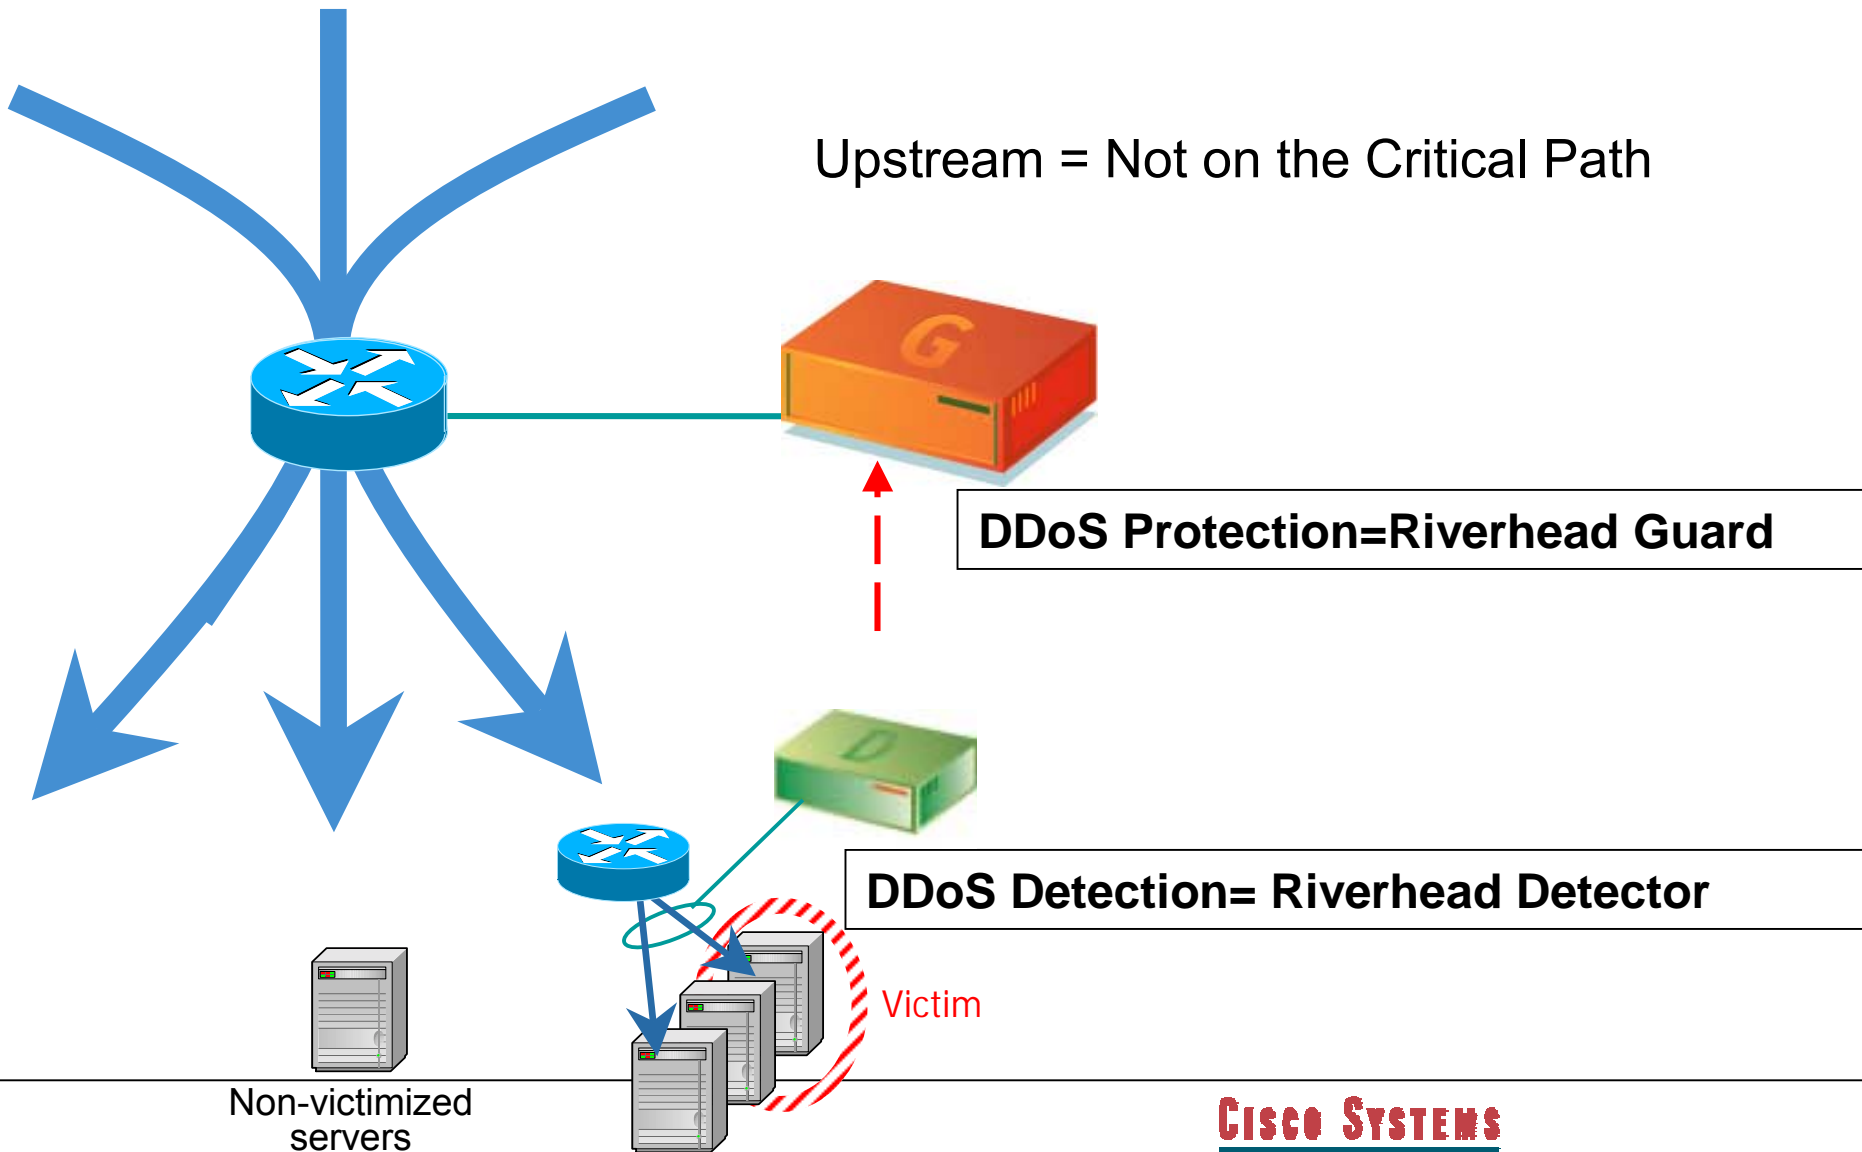 Upstream = Not on the Critical Path
G
DDoS Protection=Riverhead Guard
D
DDoS Detection= Riverhead Detector
Victim
Non-victimized
servers
CISCO SYSTEMS